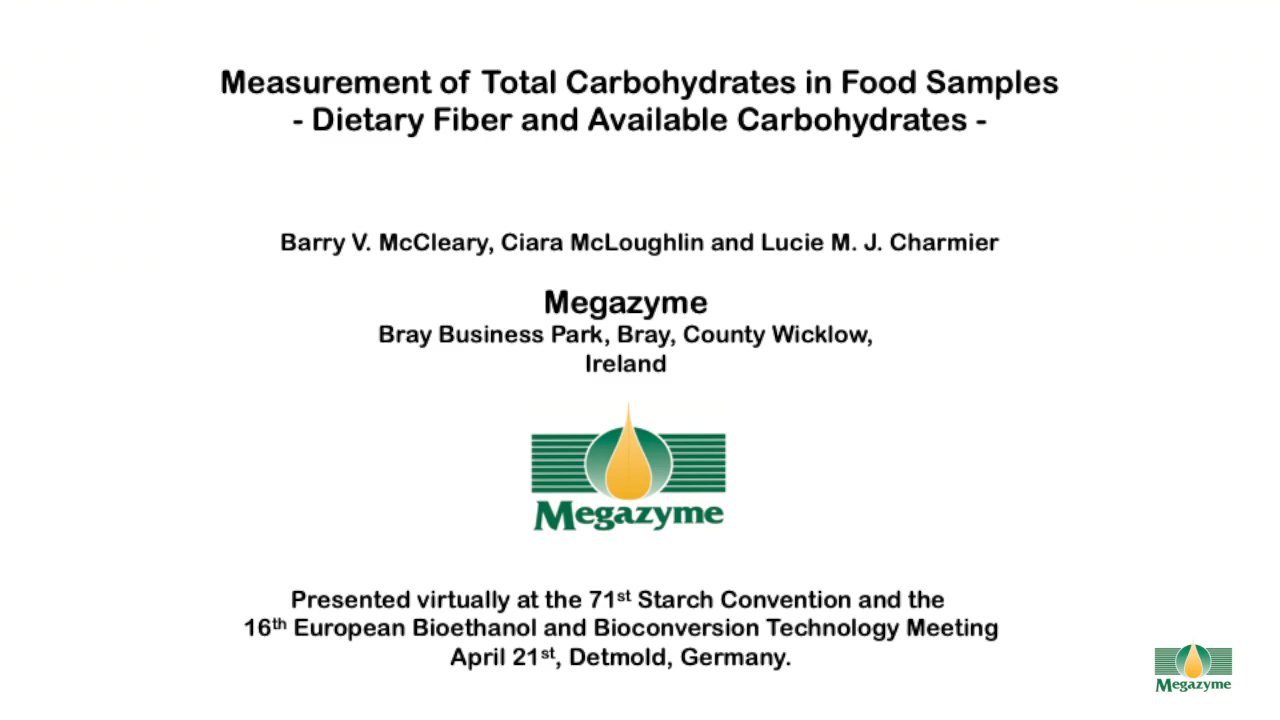 Measurement of Total Carbohydrates in Food Samples
- Dietary Fiber and Available Carbohydrates -
Barry V. McCleary, Ciara McLoughlin and Lucie M. J. Charmier
Megazyme
Bray Business Park, Bray, County Wicklow,
Ireland
Megazyme
Presented virtually at the 71st Starch Convention and the
16th European Bioethanol and Bioconversion Technology Meeting
April 21st, Detmold, Germany.
Megazyme